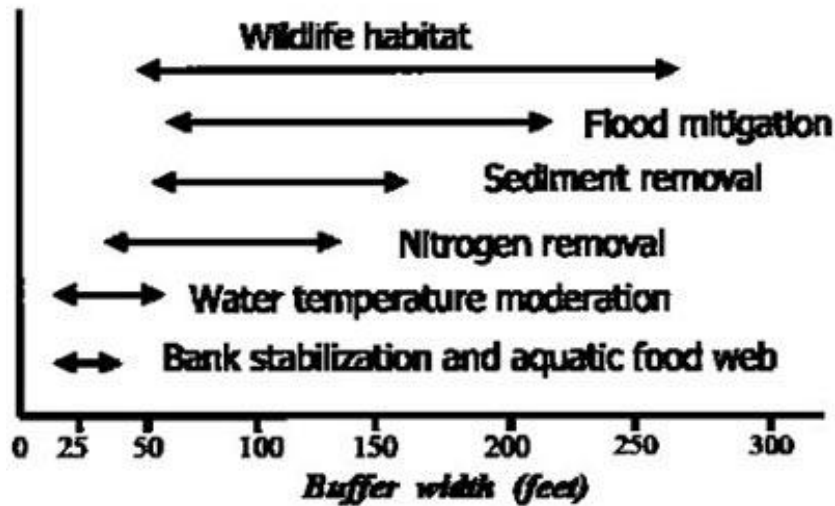 Wildlife habitat
Flood mitigation
Sediment removal
Nitrogen removal
Water temperature moderation
Bank stabilization and aquatic food web
0 25 50 100 150 200 250 300
Buffer width (feet)